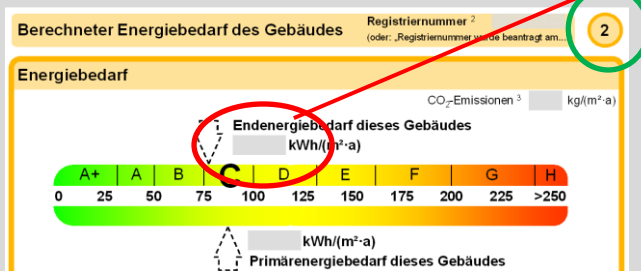 Berechneter Energiebedarf des Gebäudes
Registriernummer ²
(oder: „Registriernummer wurde beantragt am...
2
Energiebedarf
CO₂-Emissionen ³ kg/(m²·a)
Endenergiebedarf dieses Gebäudes
kWh/(m²·a)
A+ A B C D E F G H
0 25 50 75 100 125 150 175 200 225 >250
kWh/(m²·a)
Primärenergiebedarf dieses Gebäudes